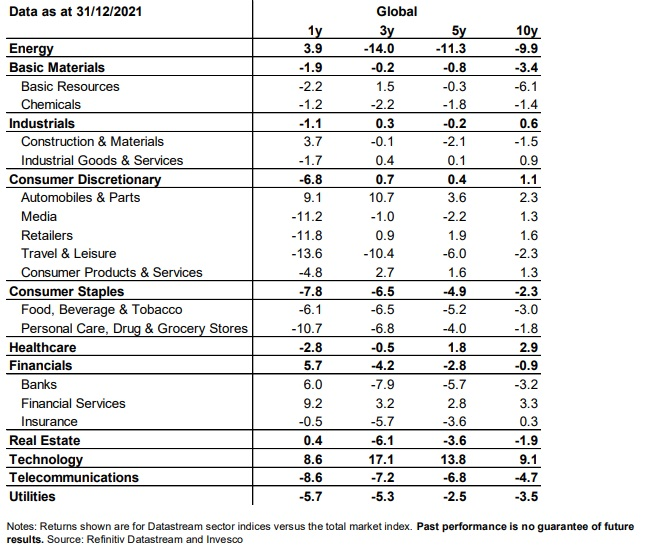 Data as at 31/12/2021 Global
1y 3y 5y 10y
Energy 3.9 -14.0 -11.3 -9.9
Basic Materials -1.9 -0.2 -0.8 -3.4
Basic Resources -2.2 1.5 -0.3 -6.1
Chemicals -1.2 -2.2 -1.8 -1.4
Industrials -1.1 0.3 -0.2 0.6
Construction & Materials 3.7 -0.1 -2.1 -1.5
Industrial Goods & Services -1.7 0.4 0.1 0.9
Consumer Discretionary -6.8 0.7 0.4 1.1
Automobiles & Parts 9.1 10.7 3.6 2.3
Media -11.2 -1.0 -2.2 1.3
Retailers -11.8 0.9 1.9 1.6
Travel & Leisure -13.6 -10.4 -6.0 -2.3
Consumer Products & Services -4.8 2.7 1.6 1.3
Consumer Staples -7.8 -6.5 -4.9 -2.3
Food, Beverage & Tobacco -6.1 -6.5 -5.2 -3.0
Personal Care, Drug & Grocery Stores -10.7 -6.8 -4.0 -1.8
Healthcare -2.8 -0.5 1.8 2.9
Financials 5.7 -4.2 -2.8 -0.9
Banks 6.0 -7.9 -5.7 -3.2
Financial Services 9.2 3.2 2.8 3.3
Insurance -0.5 -5.7 -3.6 0.3
Real Estate 0.4 -6.1 -3.6 -1.9
Technology 8.6 17.1 13.8 9.1
Telecommunications -8.6 -7.2 -6.8 -4.7
Utilities -5.7 -5.3 -2.5 -3.5
Notes: Returns shown are for Datastream sector indices versus the total market index. Past performance is no guarantee of future
results. Source: Refinitiv Datastream and Invesco